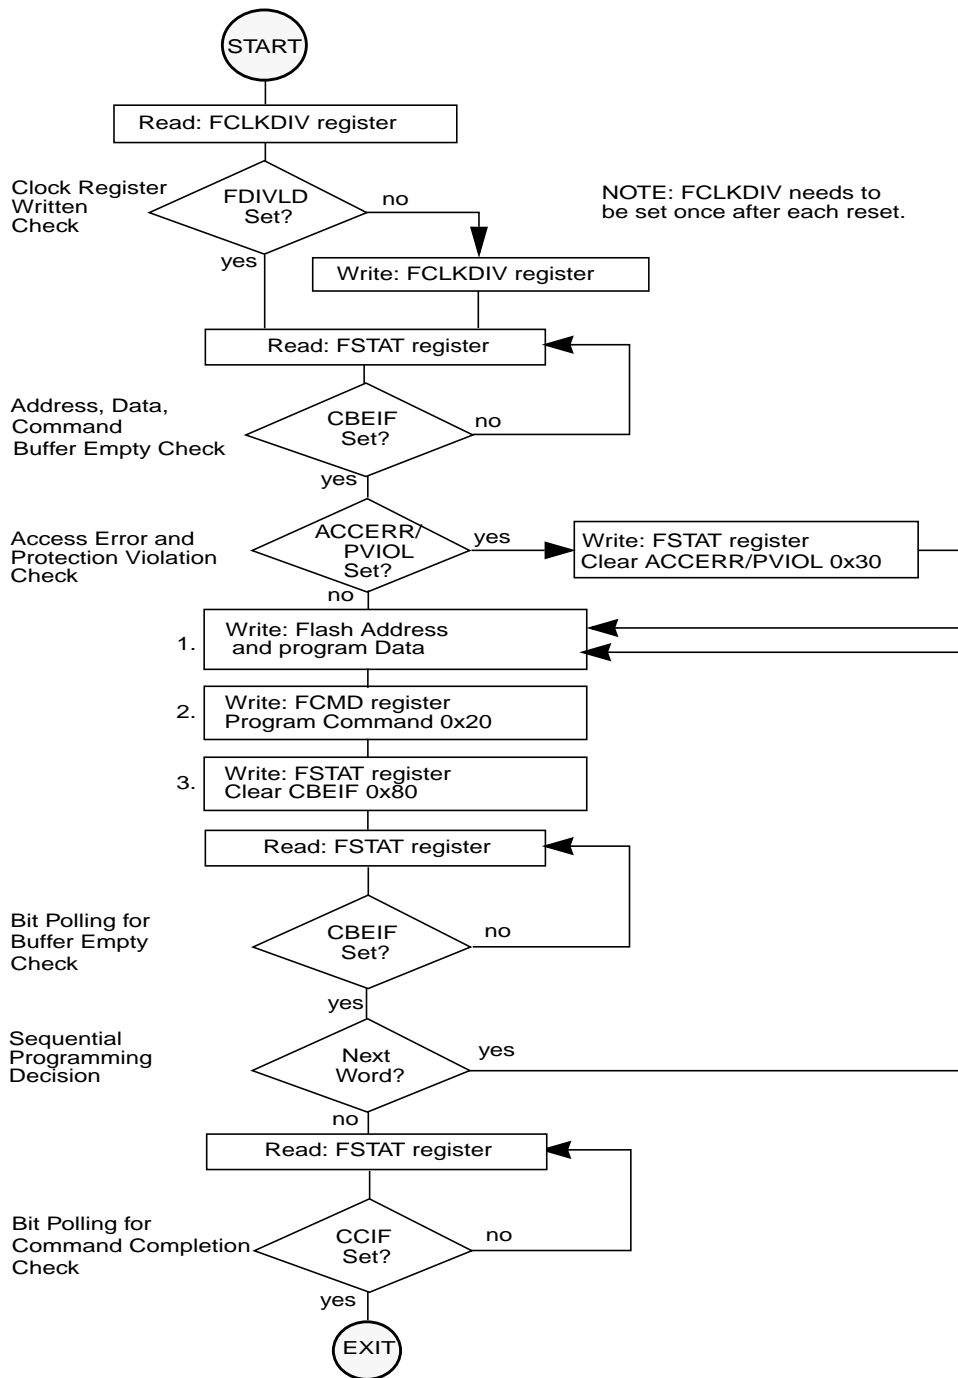 START
Read: FCLKDIV register
Clock Register
Written
Check
FDIVLD
Set?
no
yes
NOTE: FCLKDIV needs to
be set once after each reset.
Write: FCLKDIV register
Read: FSTAT register
Address, Data,
Command
Buffer Empty Check
CBEIF
Set?
no
yes
Access Error and
Protection Violation
Check
ACCERR/
PVIOL
Set?
yes
no
Write: FSTAT register
Clear ACCERR/PVIOL 0x30
1.
Write: Flash Address
and program Data
2.
Write: FCMD register
Program Command 0x20
3.
Write: FSTAT register
Clear CBEIF 0x80
Read: FSTAT register
Bit Polling for
Buffer Empty
Check
CBEIF
Set?
no
yes
Sequential
Programming
Decision
Next
Word?
yes
no
Read: FSTAT register
Bit Polling for
Command Completion
Check
CCIF
Set?
no
yes
EXIT